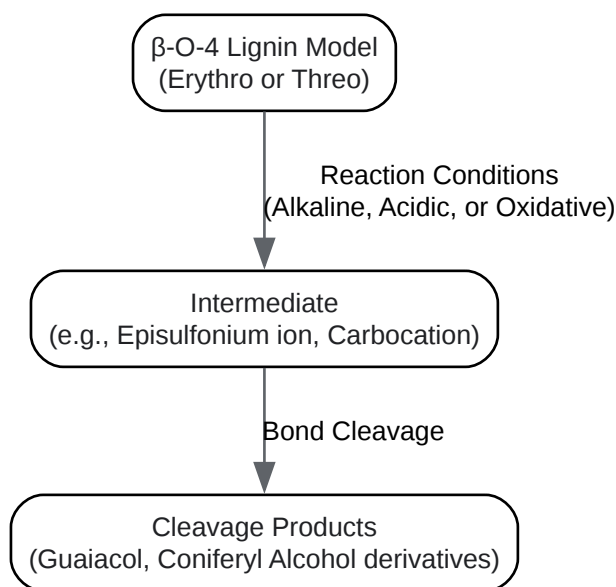 β-O-4 Lignin Model
(Erythro or Threo)
Reaction Conditions
(Alkaline, Acidic, or Oxidative)
Intermediate
(e.g., Episulfonium ion, Carbocation)
Bond Cleavage
Cleavage Products
(Guaiacol, Coniferyl Alcohol derivatives)